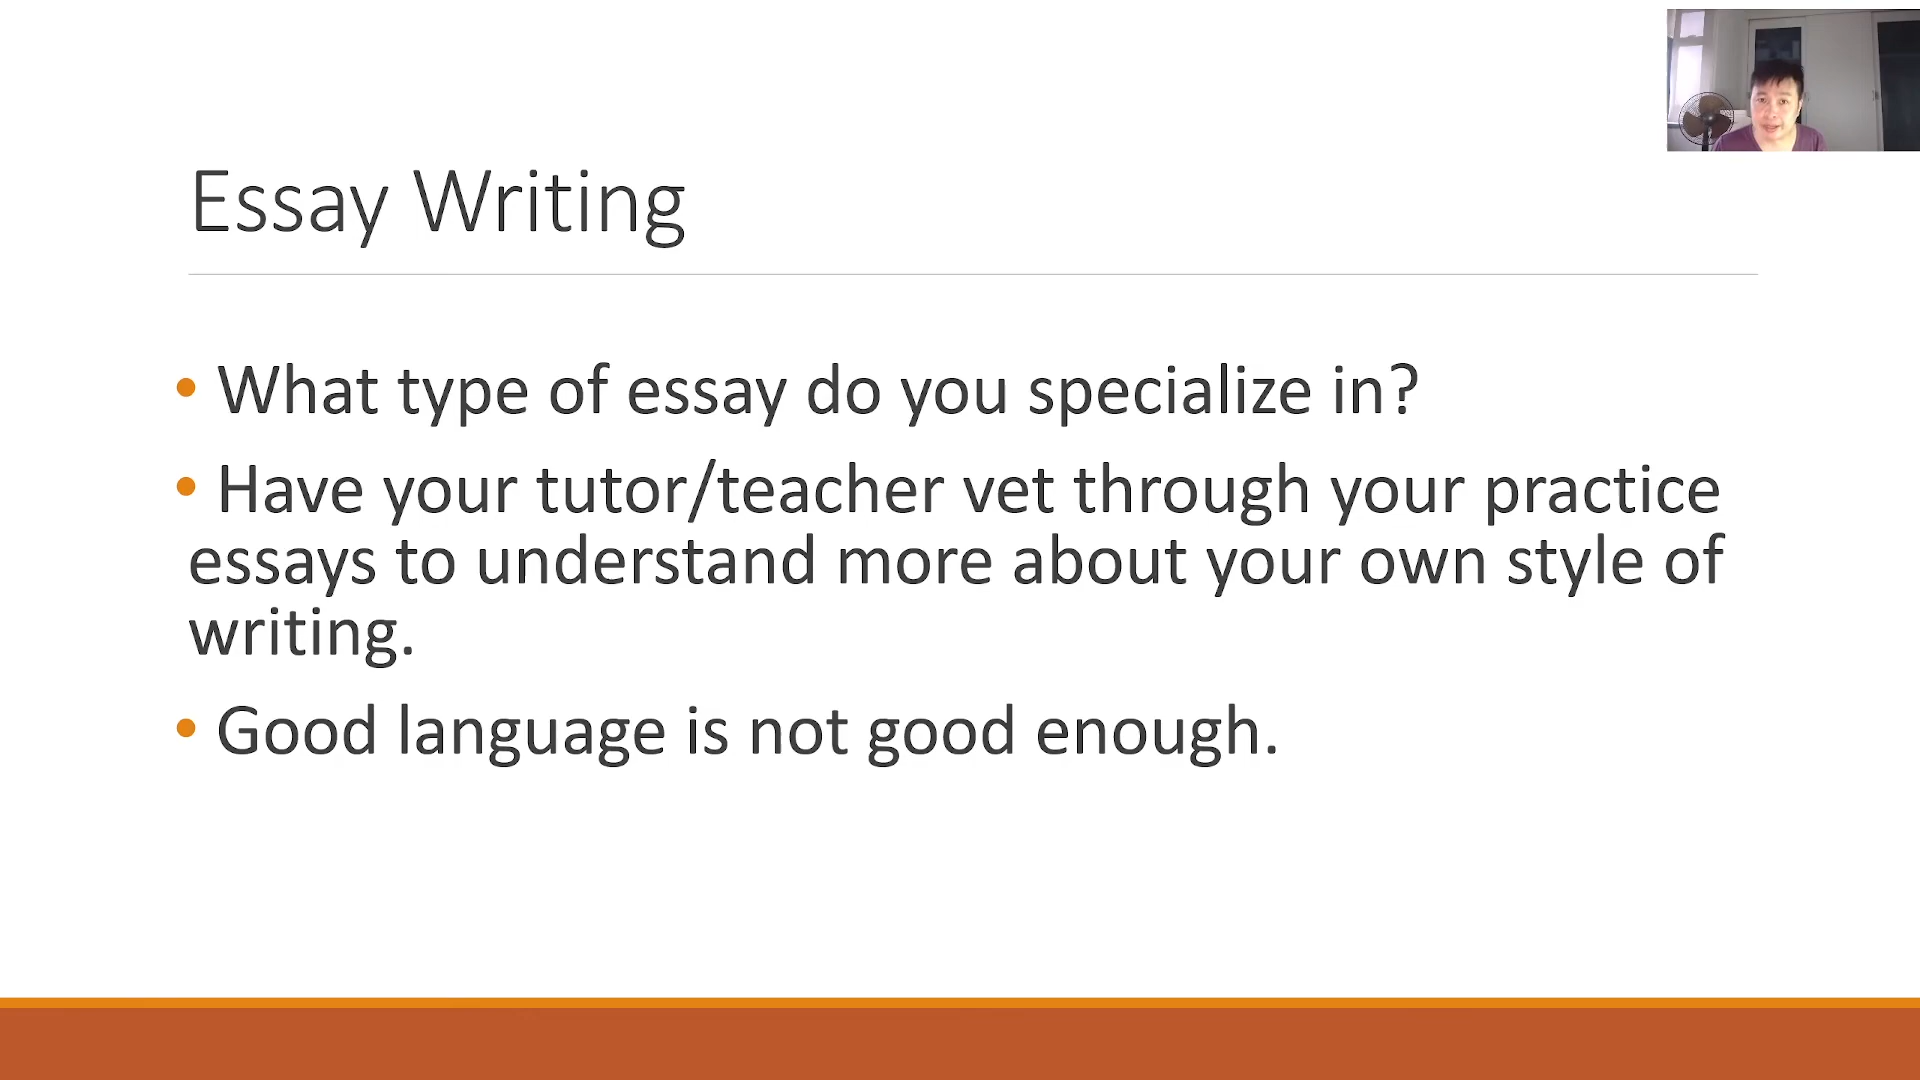 Essay Writing
• What type of essay do you specialize in?
• Have your tutor/teacher vet through your practice
essays to understand more about your own style of
writing.
• Good language is not good enough.